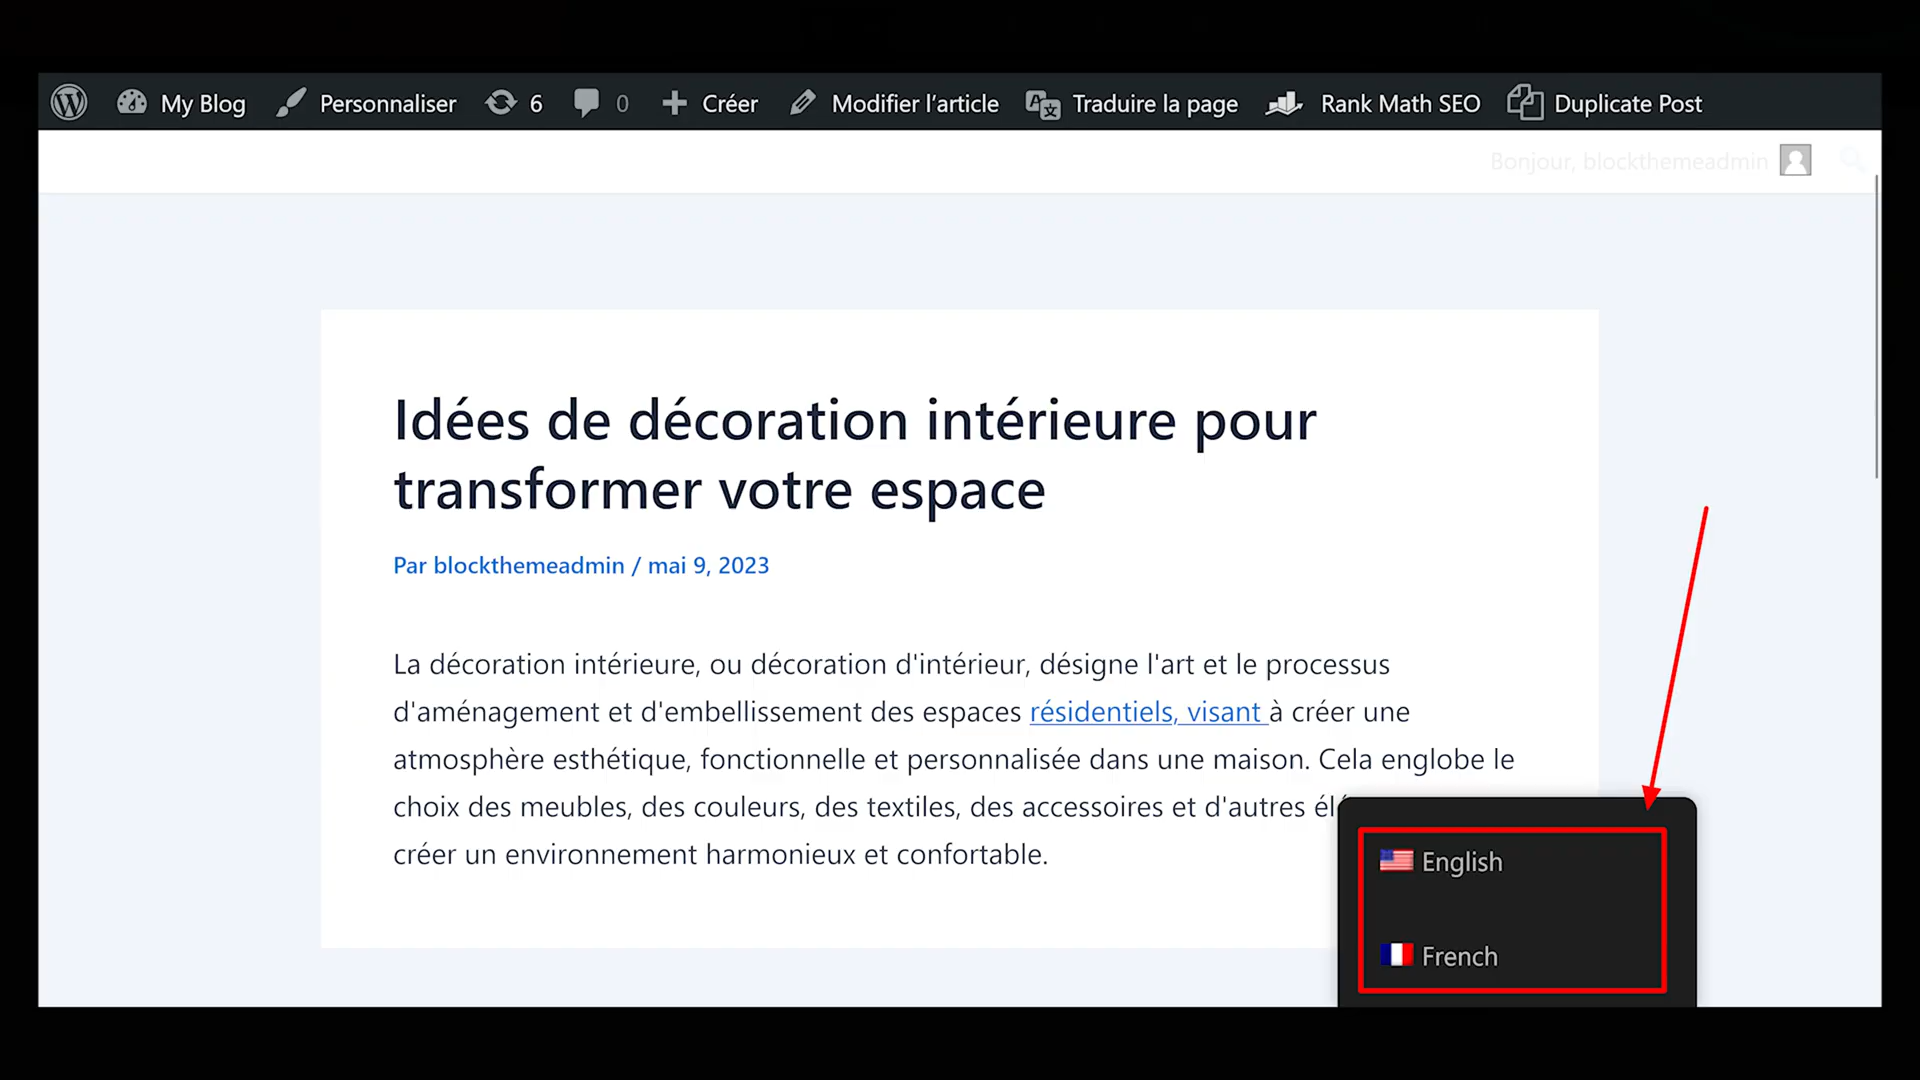 My Blog Personnaliser 6 0 Créer Modifier l’article Traduire la page Rank Math SEO Duplicate Post
Bonjour, blockthemeadmin
Idées de décoration intérieure pour
transformer votre espace
Par blockthemeadmin / mai 9, 2023
La décoration intérieure, ou décoration d'intérieur, désigne l'art et le processus
d'aménagement et d'embellissement des espaces résidentiels, visant à créer une
atmosphère esthétique, fonctionnelle et personnalisée dans une maison. Cela englobe le
choix des meubles, des couleurs, des textiles, des accessoires et d'autres
créer un environnement harmonieux et confortable.
English
French